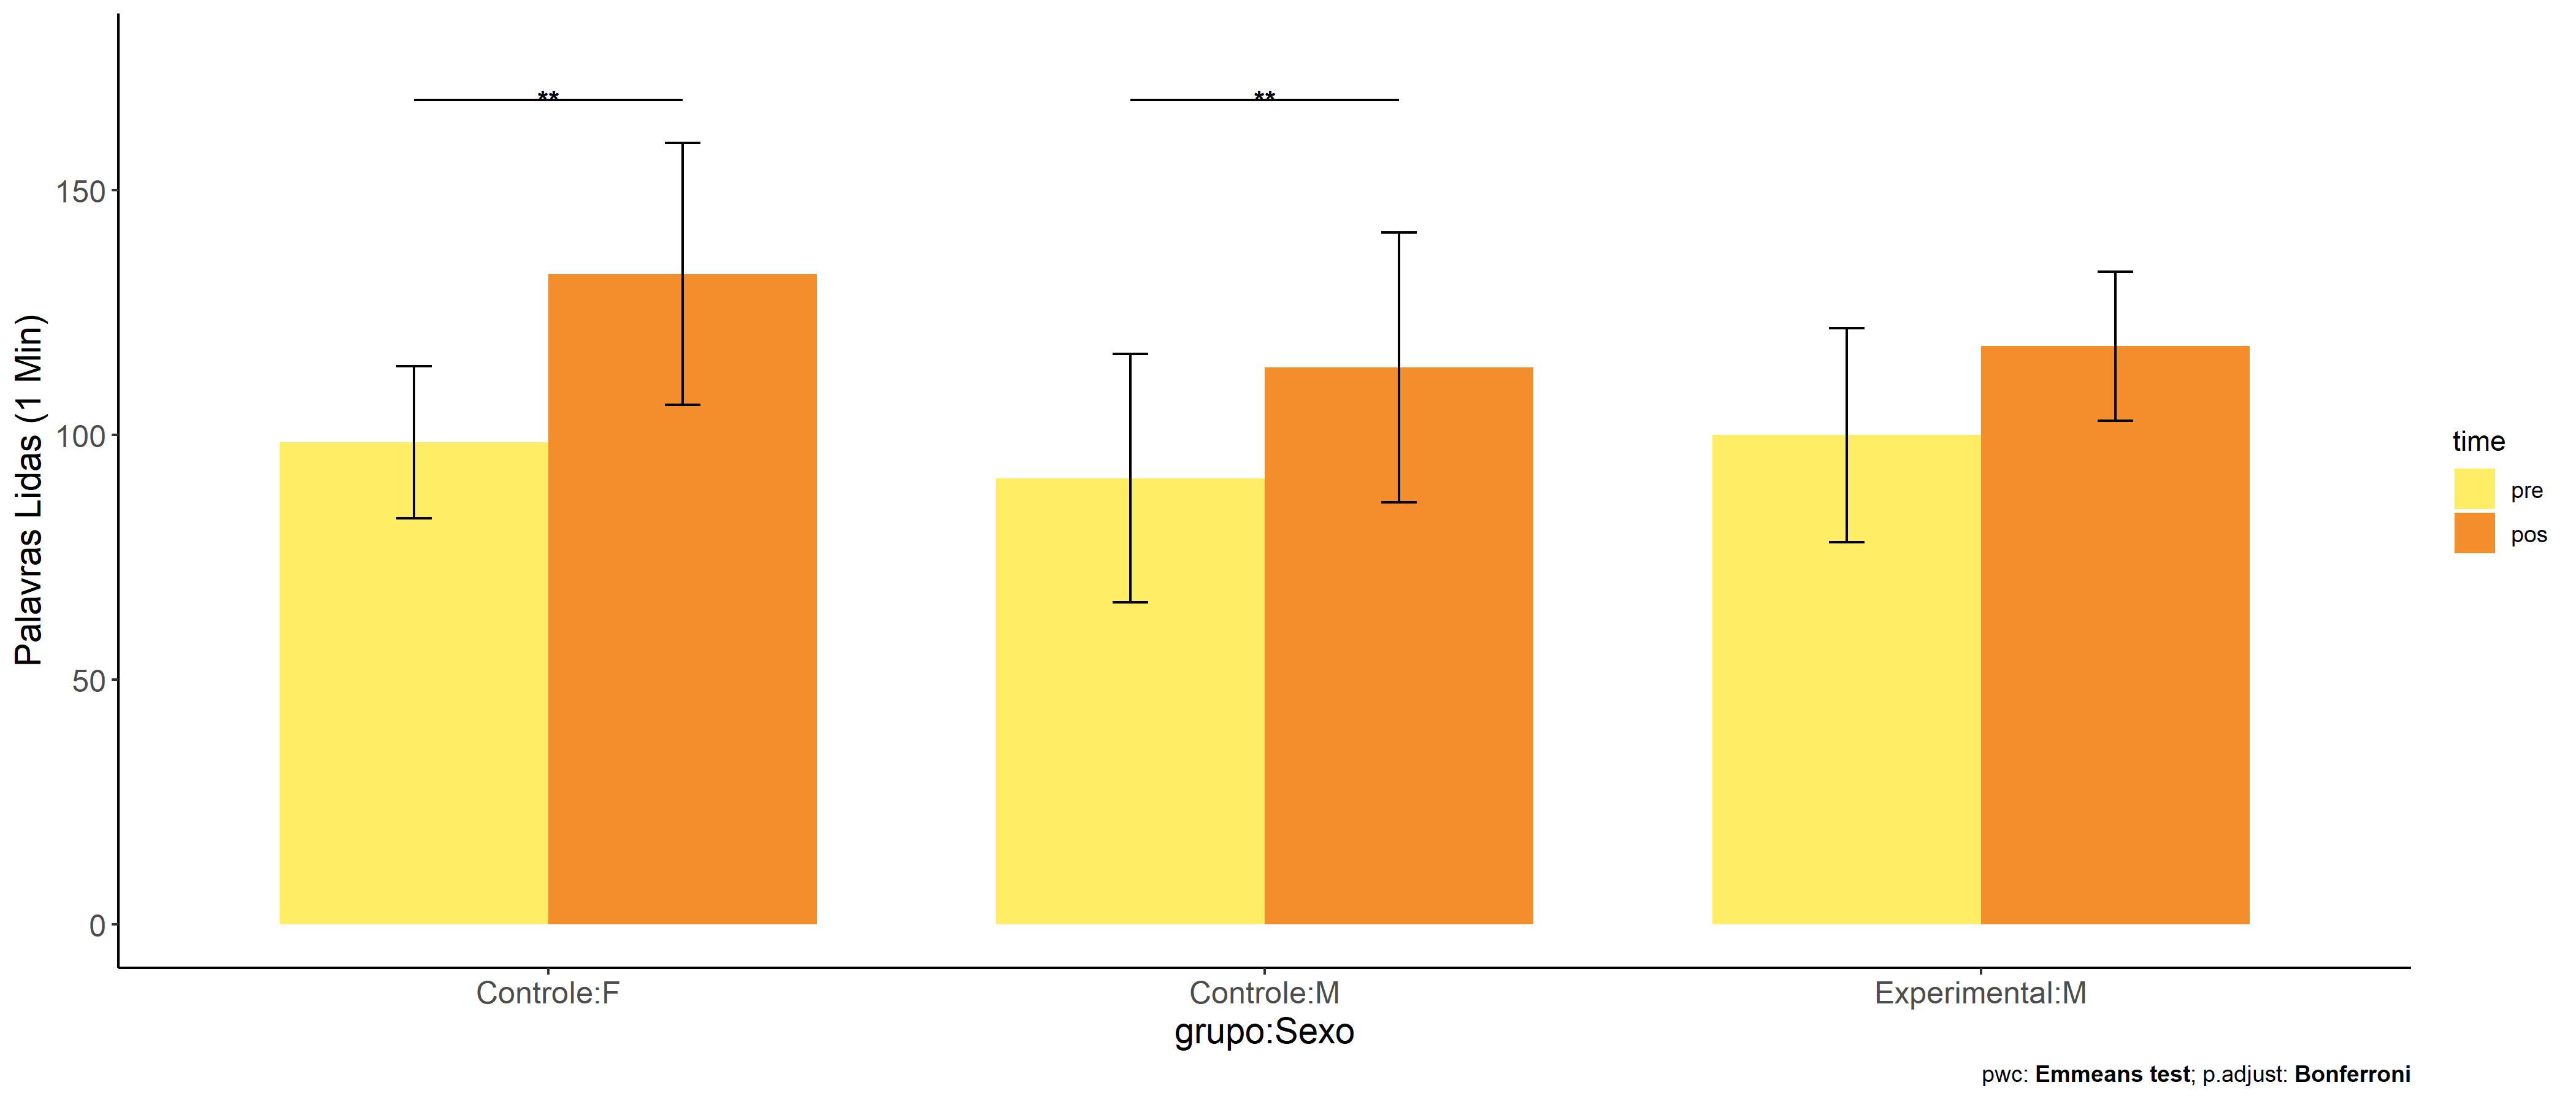 **
**
150
100
50
0
Palavras Lidas (1 Min)
Controle:F
Controle:M
Experimental:M
grupo:Sexo
time
pre
pos
pwc: Emmeans test; p.adjust: Bonferroni